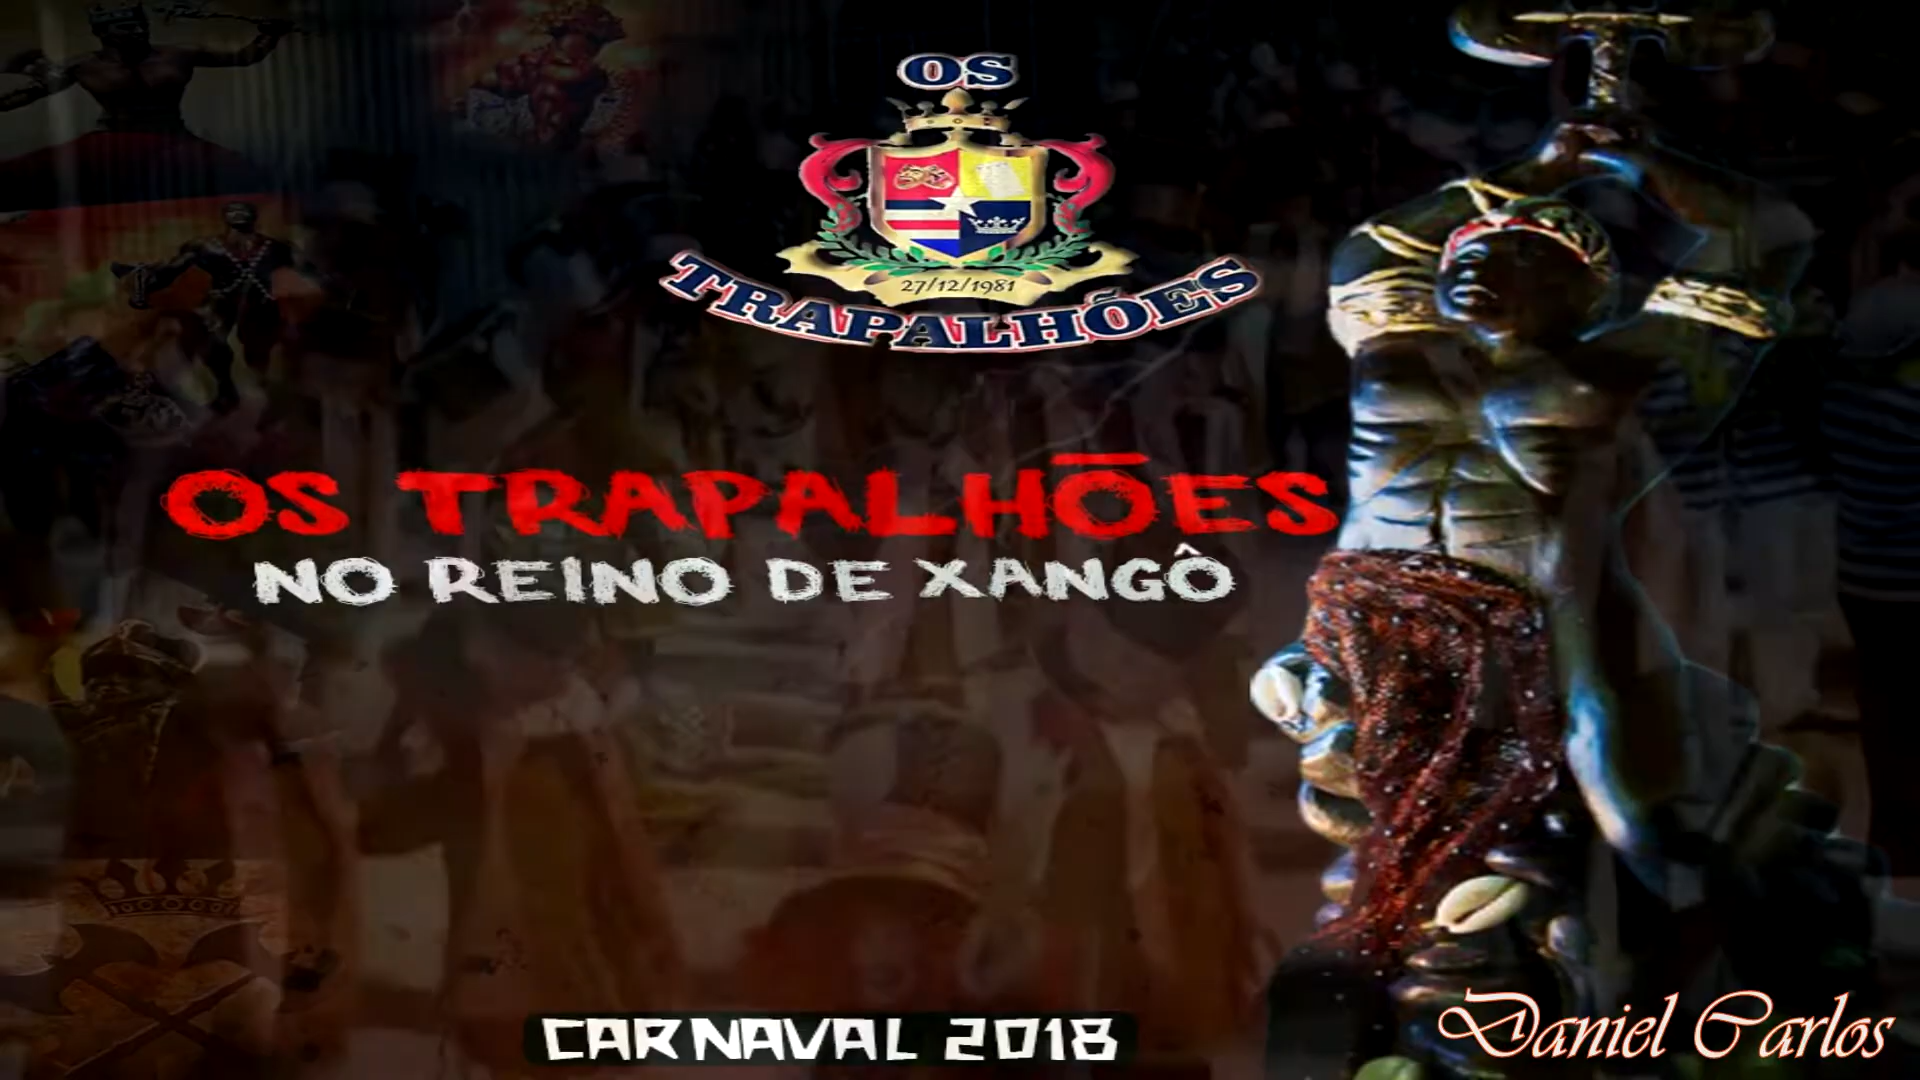 OS
27/12/1981
TRAPALHÕES
OS TRAPALHÕES
NO REINO DE XANGÔ
CARNAVAL 2018
Daniel Carlos